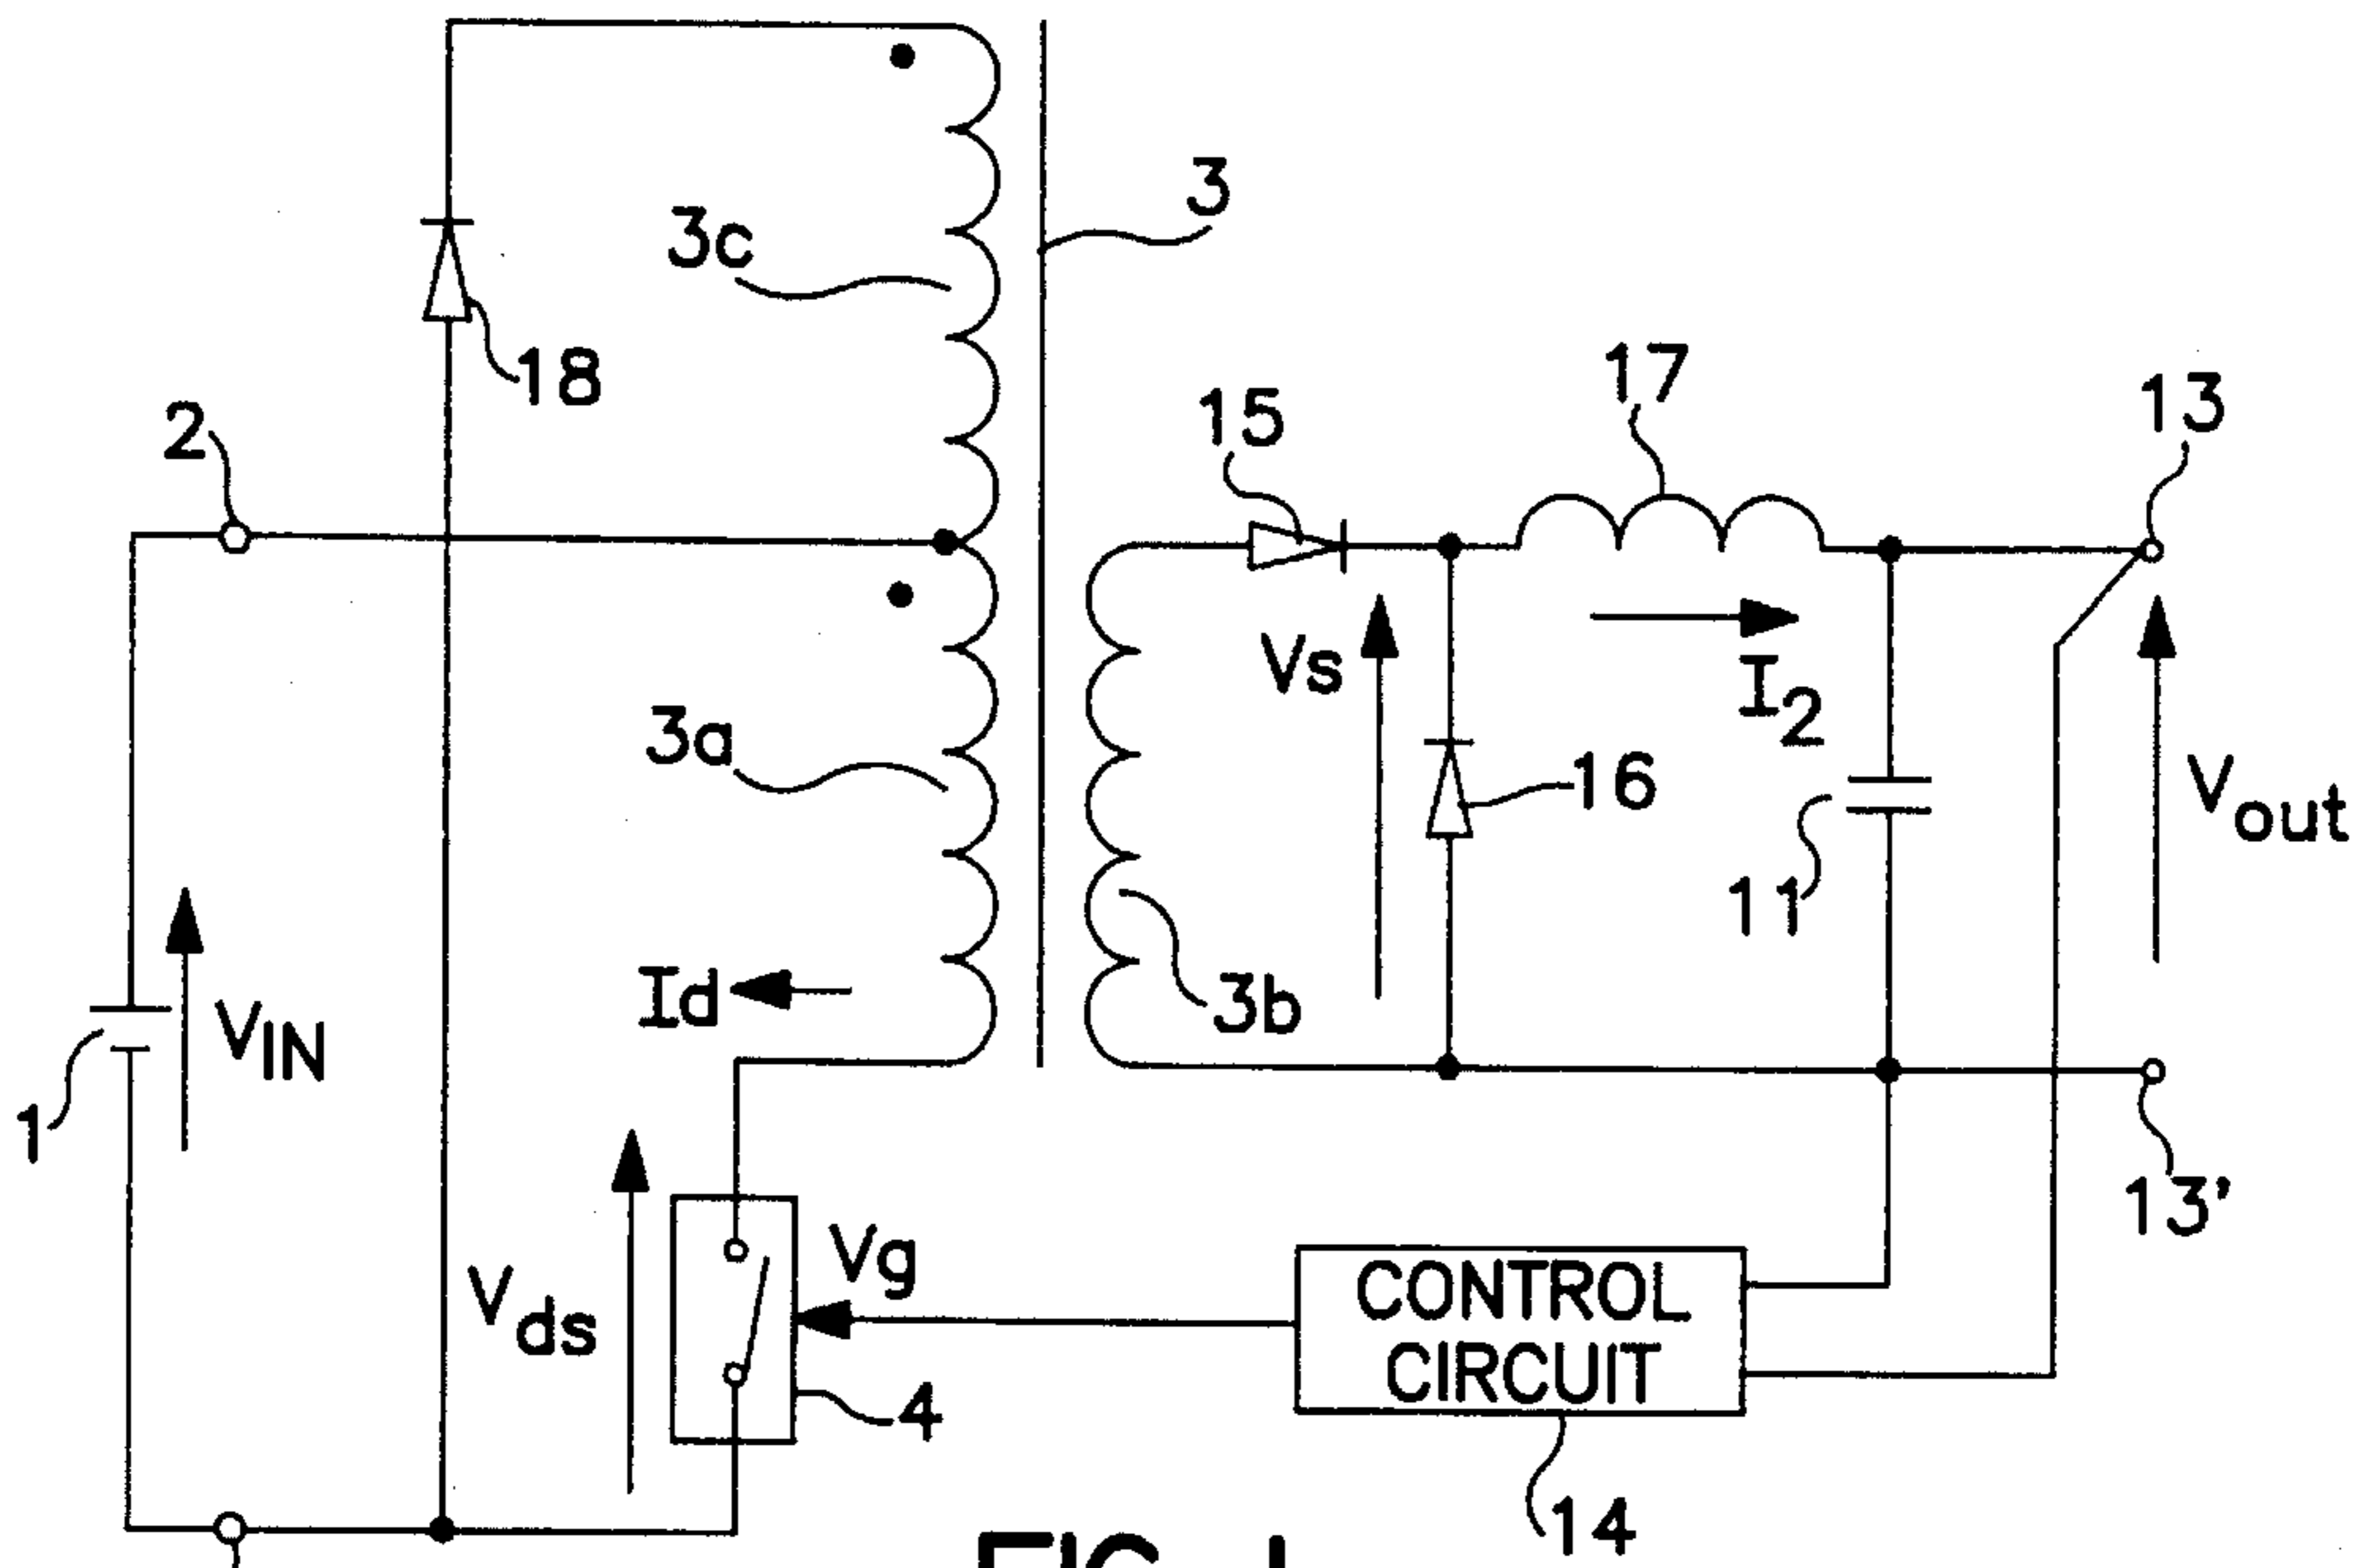 3
3c
18
17
15
13
2
Vs
I2
3a
16
Vout
11
Id
3b
VIN
1
13'
Vg
CONTROL
CIRCUIT
Vds
4
14